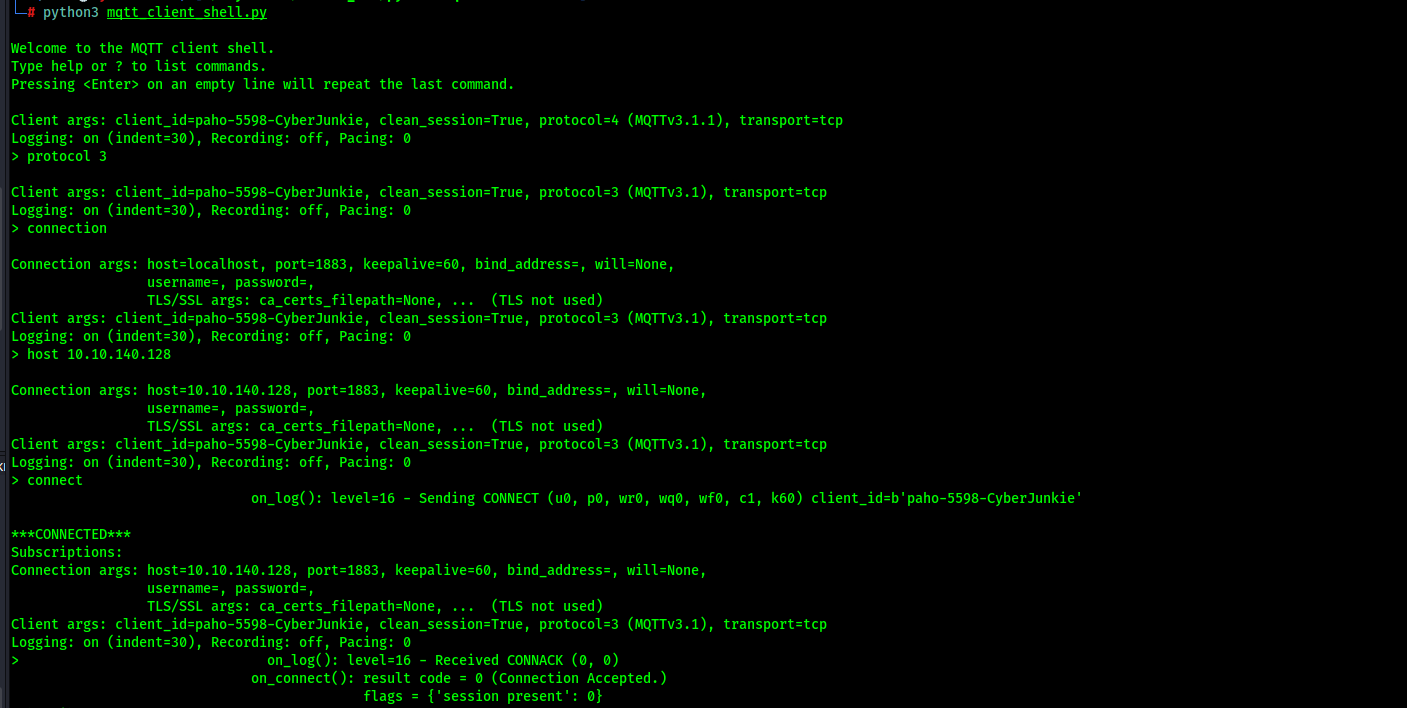 └─# python3 mqtt_client_shell.py
Welcome to the MQTT client shell.
Type help or ? to list commands.
Pressing <Enter> on an empty line will repeat the last command.
Client args: client_id=paho-5598-CyberJunkie, clean_session=True, protocol=4 (MQTTv3.1.1), transport=tcp
Logging: on (indent=30), Recording: off, Pacing: 0
> protocol 3
Client args: client_id=paho-5598-CyberJunkie, clean_session=True, protocol=3 (MQTTv3.1), transport=tcp
Logging: on (indent=30), Recording: off, Pacing: 0
> connection
Connection args: host=localhost, port=1883, keepalive=60, bind_address=, will=None,
username=, password=,
TLS/SSL args: ca_certs_filepath=None, ... (TLS not used)
Client args: client_id=paho-5598-CyberJunkie, clean_session=True, protocol=3 (MQTTv3.1), transport=tcp
Logging: on (indent=30), Recording: off, Pacing: 0
> host 10.10.140.128
Connection args: host=10.10.140.128, port=1883, keepalive=60, bind_address=, will=None,
username=, password=,
TLS/SSL args: ca_certs_filepath=None, ... (TLS not used)
Client args: client_id=paho-5598-CyberJunkie, clean_session=True, protocol=3 (MQTTv3.1), transport=tcp
Logging: on (indent=30), Recording: off, Pacing: 0
> connect
on_log(): level=16 - Sending CONNECT (u0, p0, wr0, wq0, wf0, c1, k60) client_id=b'paho-5598-CyberJunkie'
***CONNECTED***
Subscriptions:
Connection args: host=10.10.140.128, port=1883, keepalive=60, bind_address=, will=None,
username=, password=,
TLS/SSL args: ca_certs_filepath=None, ... (TLS not used)
Client args: client_id=paho-5598-CyberJunkie, clean_session=True, protocol=3 (MQTTv3.1), transport=tcp
Logging: on (indent=30), Recording: off, Pacing: 0
> on_log(): level=16 - Received CONNACK (0, 0)
on_connect(): result code = 0 (Connection Accepted.)
flags = {'session present': 0}